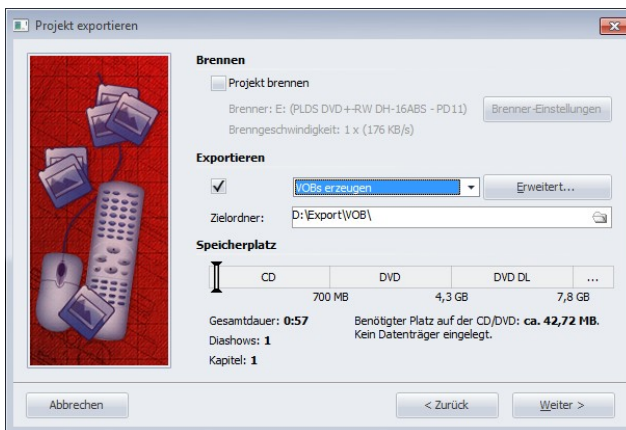 Projekt exportieren
Brennen
Projekt brennen
Brenner: E: (PLDS DVD+-RW DH-16ABS - PD11) Brenner-Einstellungen
Brenngeschwindigkeit: 1 x (176 KB/s)
Exportieren
VOBs erzeugen Erweitert...
Zielordner: D:\Export\VOB\
Speicherplatz
CD DVD DVD DL ...
700 MB 4,3 GB 7,8 GB
Gesamtdauer: 0:57 Benötigter Platz auf der CD/DVD: ca. 42,72 MB.
Diashows: 1 Kein Datenträger eingelegt.
Kapitel: 1
Abbrechen < Zurück Weiter >